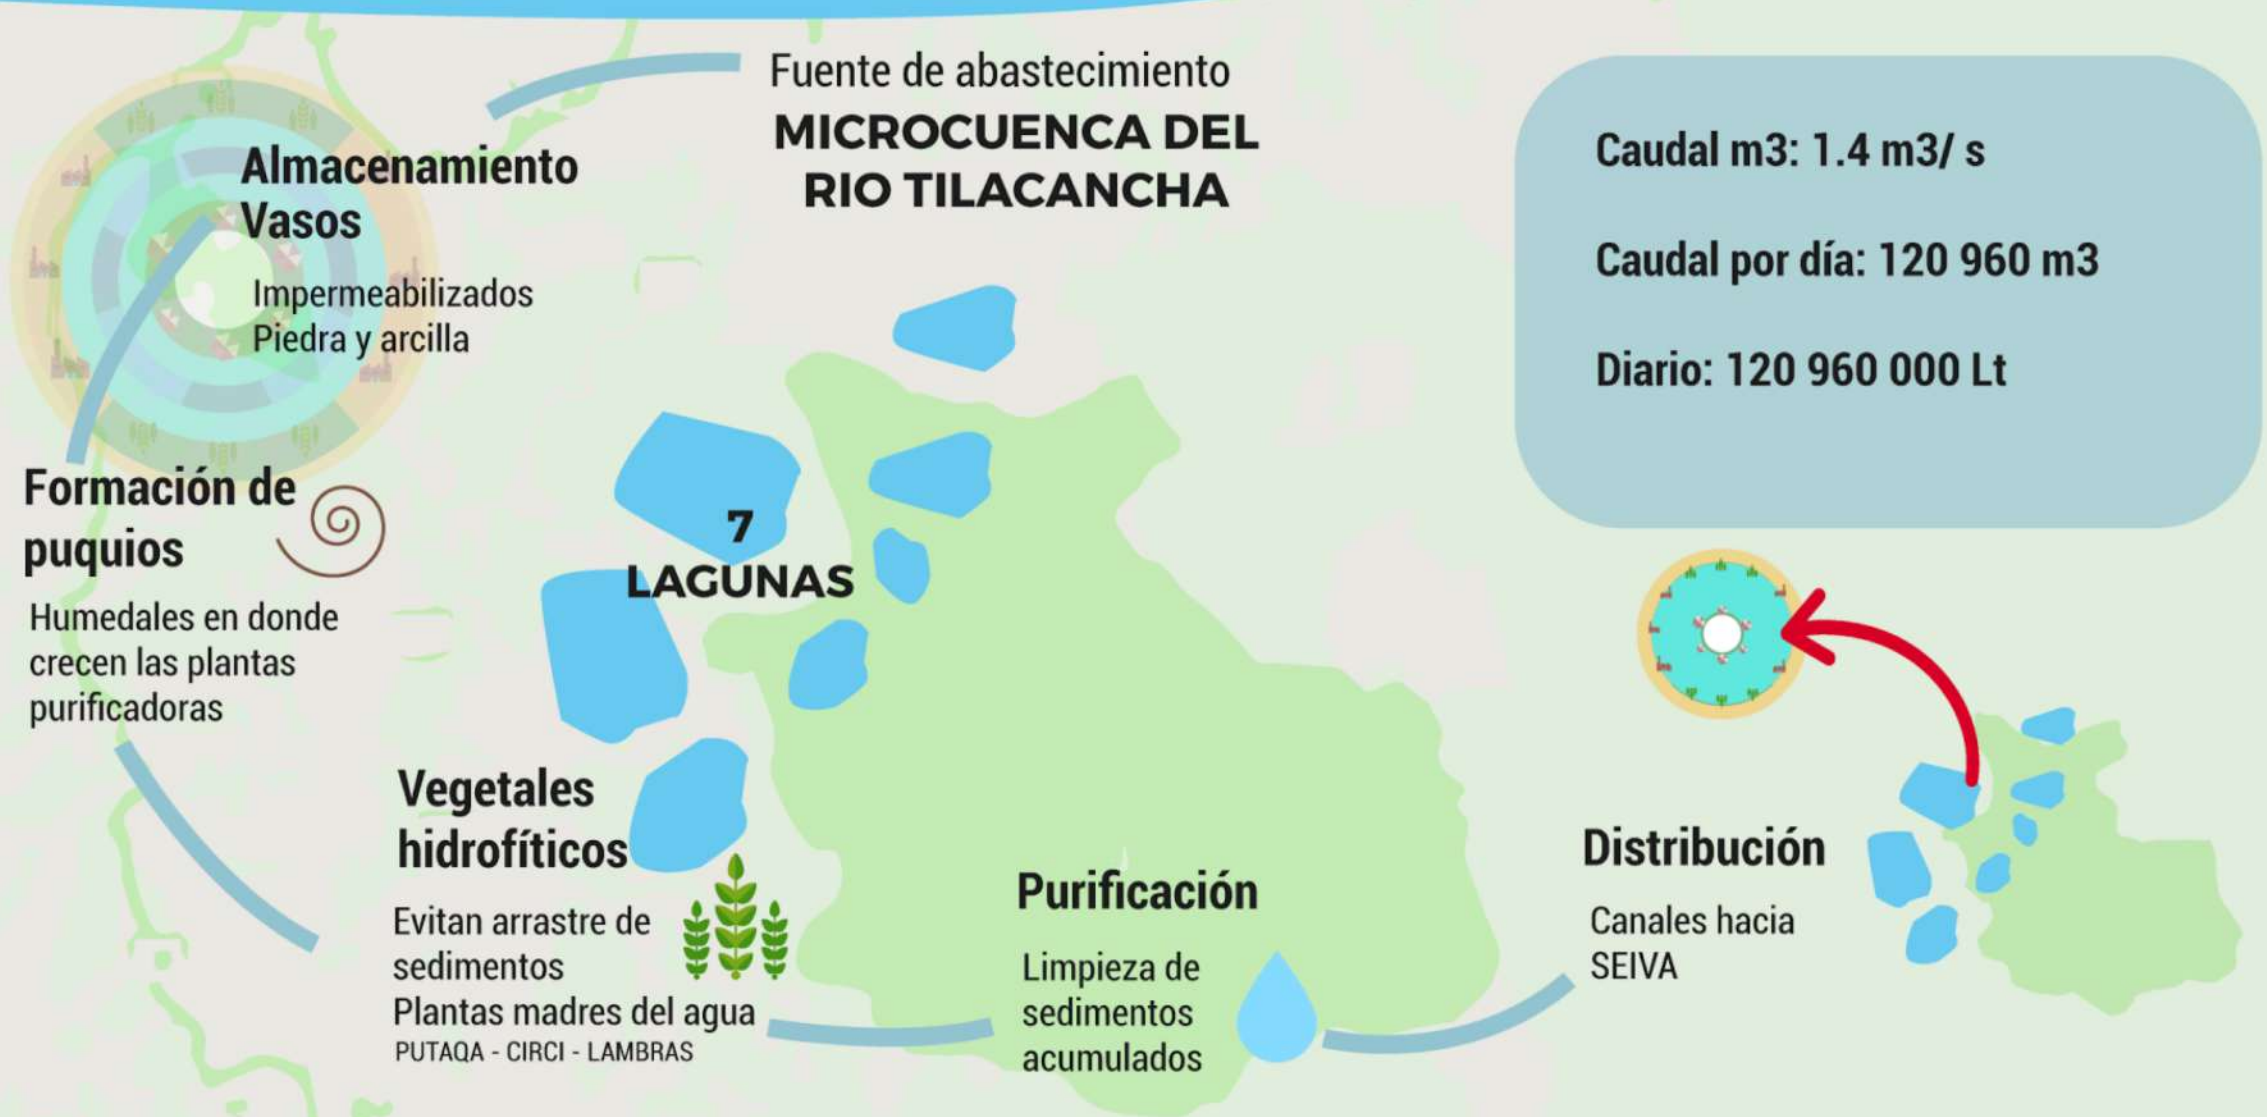 Fuente de abastecimiento
MICROCUENCA DEL
RIO TILACANCHA
Almacenamiento
Vasos
Impermeabilizados
Piedra y arcilla
Formación de
puquios
Humedales en donde
crecen las plantas
purificadoras
7
LAGUNAS
Vegetales
hidrofíticos
Evitan arrastre de
sedimentos
Plantas madres del agua
PUTAQA - CIRCI - LAMBRAS
Purificación
Limpieza de
sedimentos
acumulados
Distribución
Canales hacia
SEIVA
Caudal m3: 1.4 m3/ s
Caudal por día: 120 960 m3
Diario: 120 960 000 Lt